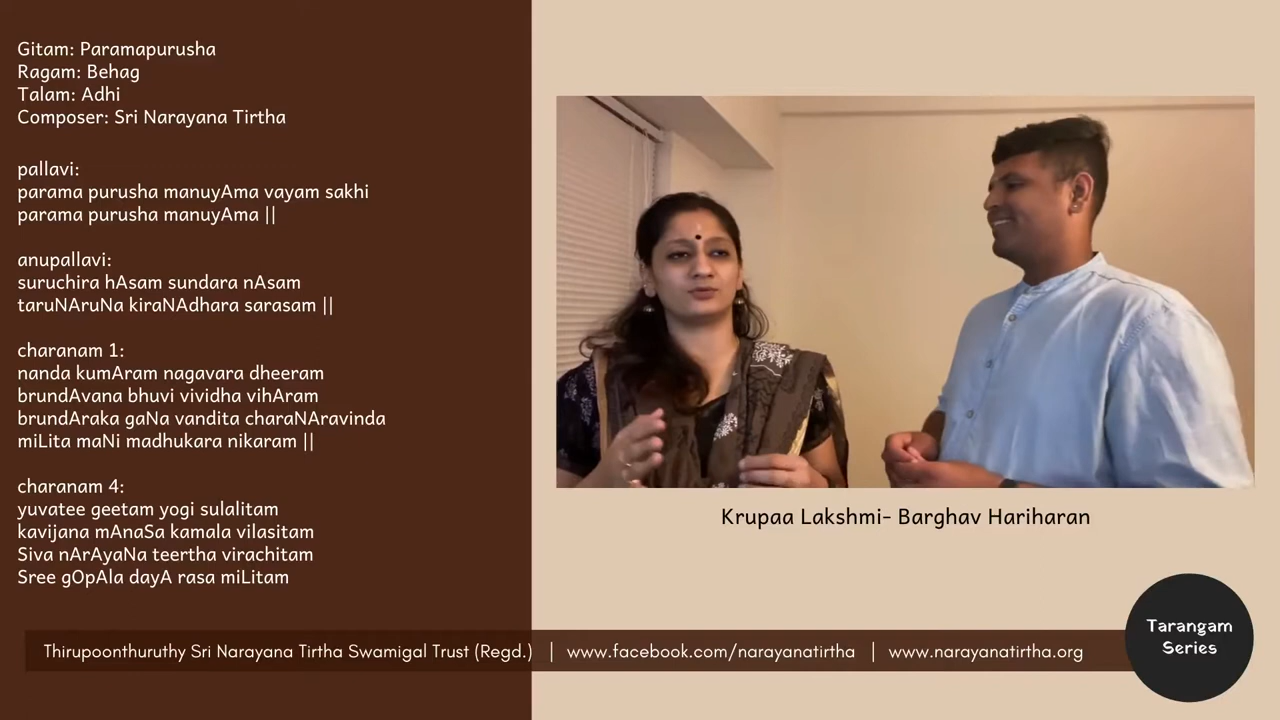 Gitam: Paramapurusha
Ragam: Behag
Talam: Adhi
Composer: Sri Narayana Tirtha
pallavi:
parama purusha manuyAma vayam sakhi
parama purusha manuyAma ||
anupallavi:
suruchira hAsam sundara nAsam
taruNAruNa kiraNAdhara sarasam ||
charanam 1:
nanda kumAram nagavara dheeram
brundAvana bhuvi vividha vihAram
brundAraka gaNa vandita charaNAravinda
miLita maNi madhukara nikaram ||
charanam 4:
yuvatee geetam yogi sulalitam
kavijana mAnaSa kamala vilasitam
Siva nArAyaNa teertha virachitam
Sree gOpAla dayA rasa miLitam
Krupaa Lakshmi- Barghav Hariharan
Thirupoonthuruthy Sri Narayana Tirtha Swamigal Trust (Regd.) | www.facebook.com/narayanatirtha | www.narayanatirtha.org
Tarangam
Series